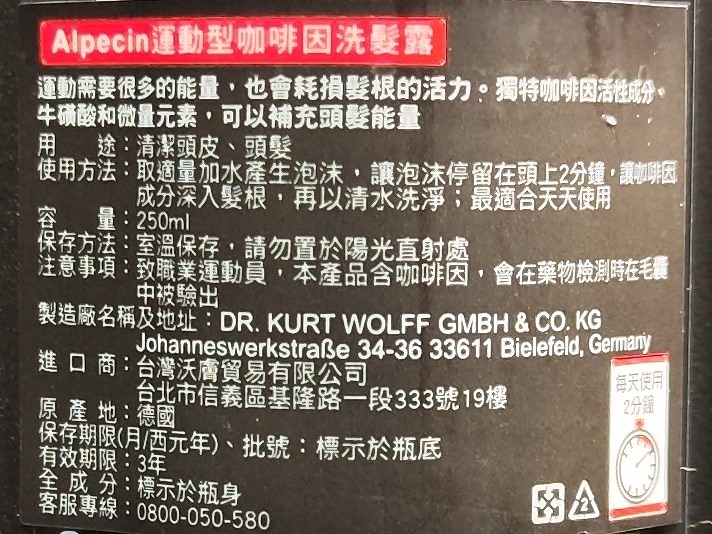 Alpecin運動型咖啡因洗髮露
運動需要很多的能量，也會耗損髮根的活力。獨特咖啡因活性成分、
牛磺酸和微量元素，可以補充頭髮能量
用　　途：清潔頭皮、頭髮
使用方法：取適量加水產生泡沫，讓泡沫停留在頭上2分鐘，讓咖啡因
成分深入髮根，再以清水洗淨；最適合天天使用
容　　量：250ml
保存方法：室溫保存，請勿置於陽光直射處
注意事項：致職業運動員，本產品含咖啡因，會在藥物檢測時在毛囊
中被驗出
製造廠名稱及地址：DR. KURT WOLFF GMBH & CO. KG
Johanneswerkstraße 34-36 33611 Bielefeld, Germany
進 口 商：台灣沃膚貿易有限公司
台北市信義區基隆路一段333號19樓
原 產 地：德國
保存期限(月/西元年)、批號：標示於瓶底
有效期限：3年
全 成 分：標示於瓶身
客服專線：0800-050-580
每天使用
2分鐘
2